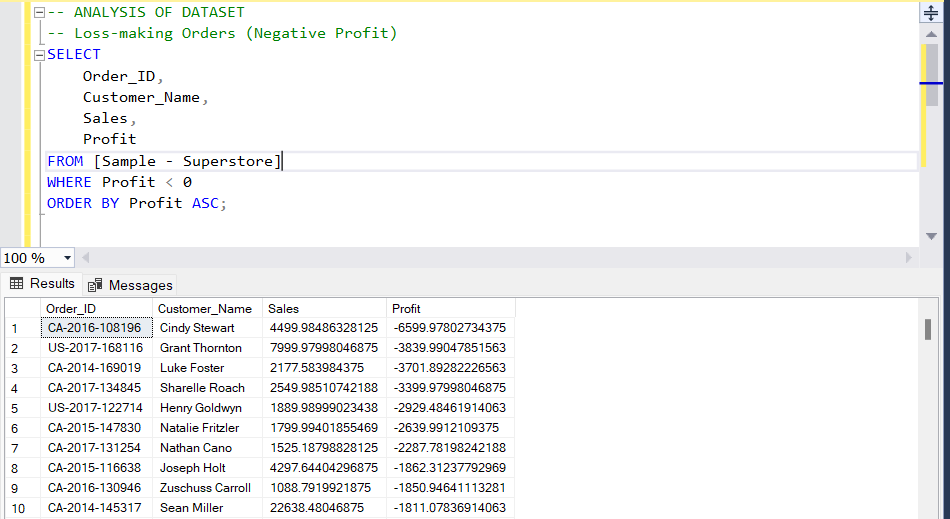 -- ANALYSIS OF DATASET
-- Loss-making Orders (Negative Profit)
SELECT
Order_ID,
Customer_Name,
Sales,
Profit
FROM [Sample - Superstore]
WHERE Profit < 0
ORDER BY Profit ASC;
100 %
Results Messages
Order_ID Customer_Name Sales Profit
1 CA-2016-108196 Cindy Stewart 4499.98486328125 -6599.97802734375
2 US-2017-168116 Grant Thornton 7999.97998046875 -3839.99047851563
3 CA-2014-169019 Luke Foster 2177.583984375 -3701.89282226563
4 CA-2017-134845 Sharelle Roach 2549.98510742188 -3399.97998046875
5 US-2017-122714 Henry Goldwyn 1889.98999023438 -2929.48461914063
6 CA-2015-147830 Natalie Fritzler 1799.99401855469 -2639.9912109375
7 CA-2017-131254 Nathan Cano 1525.18798828125 -2287.78198242188
8 CA-2015-116638 Joseph Holt 4297.64404296875 -1862.31237792969
9 CA-2016-130946 Zuschuss Carroll 1088.7919921875 -1850.94641113281
10 CA-2014-145317 Sean Miller 22638.48046875 -1811.07836914063